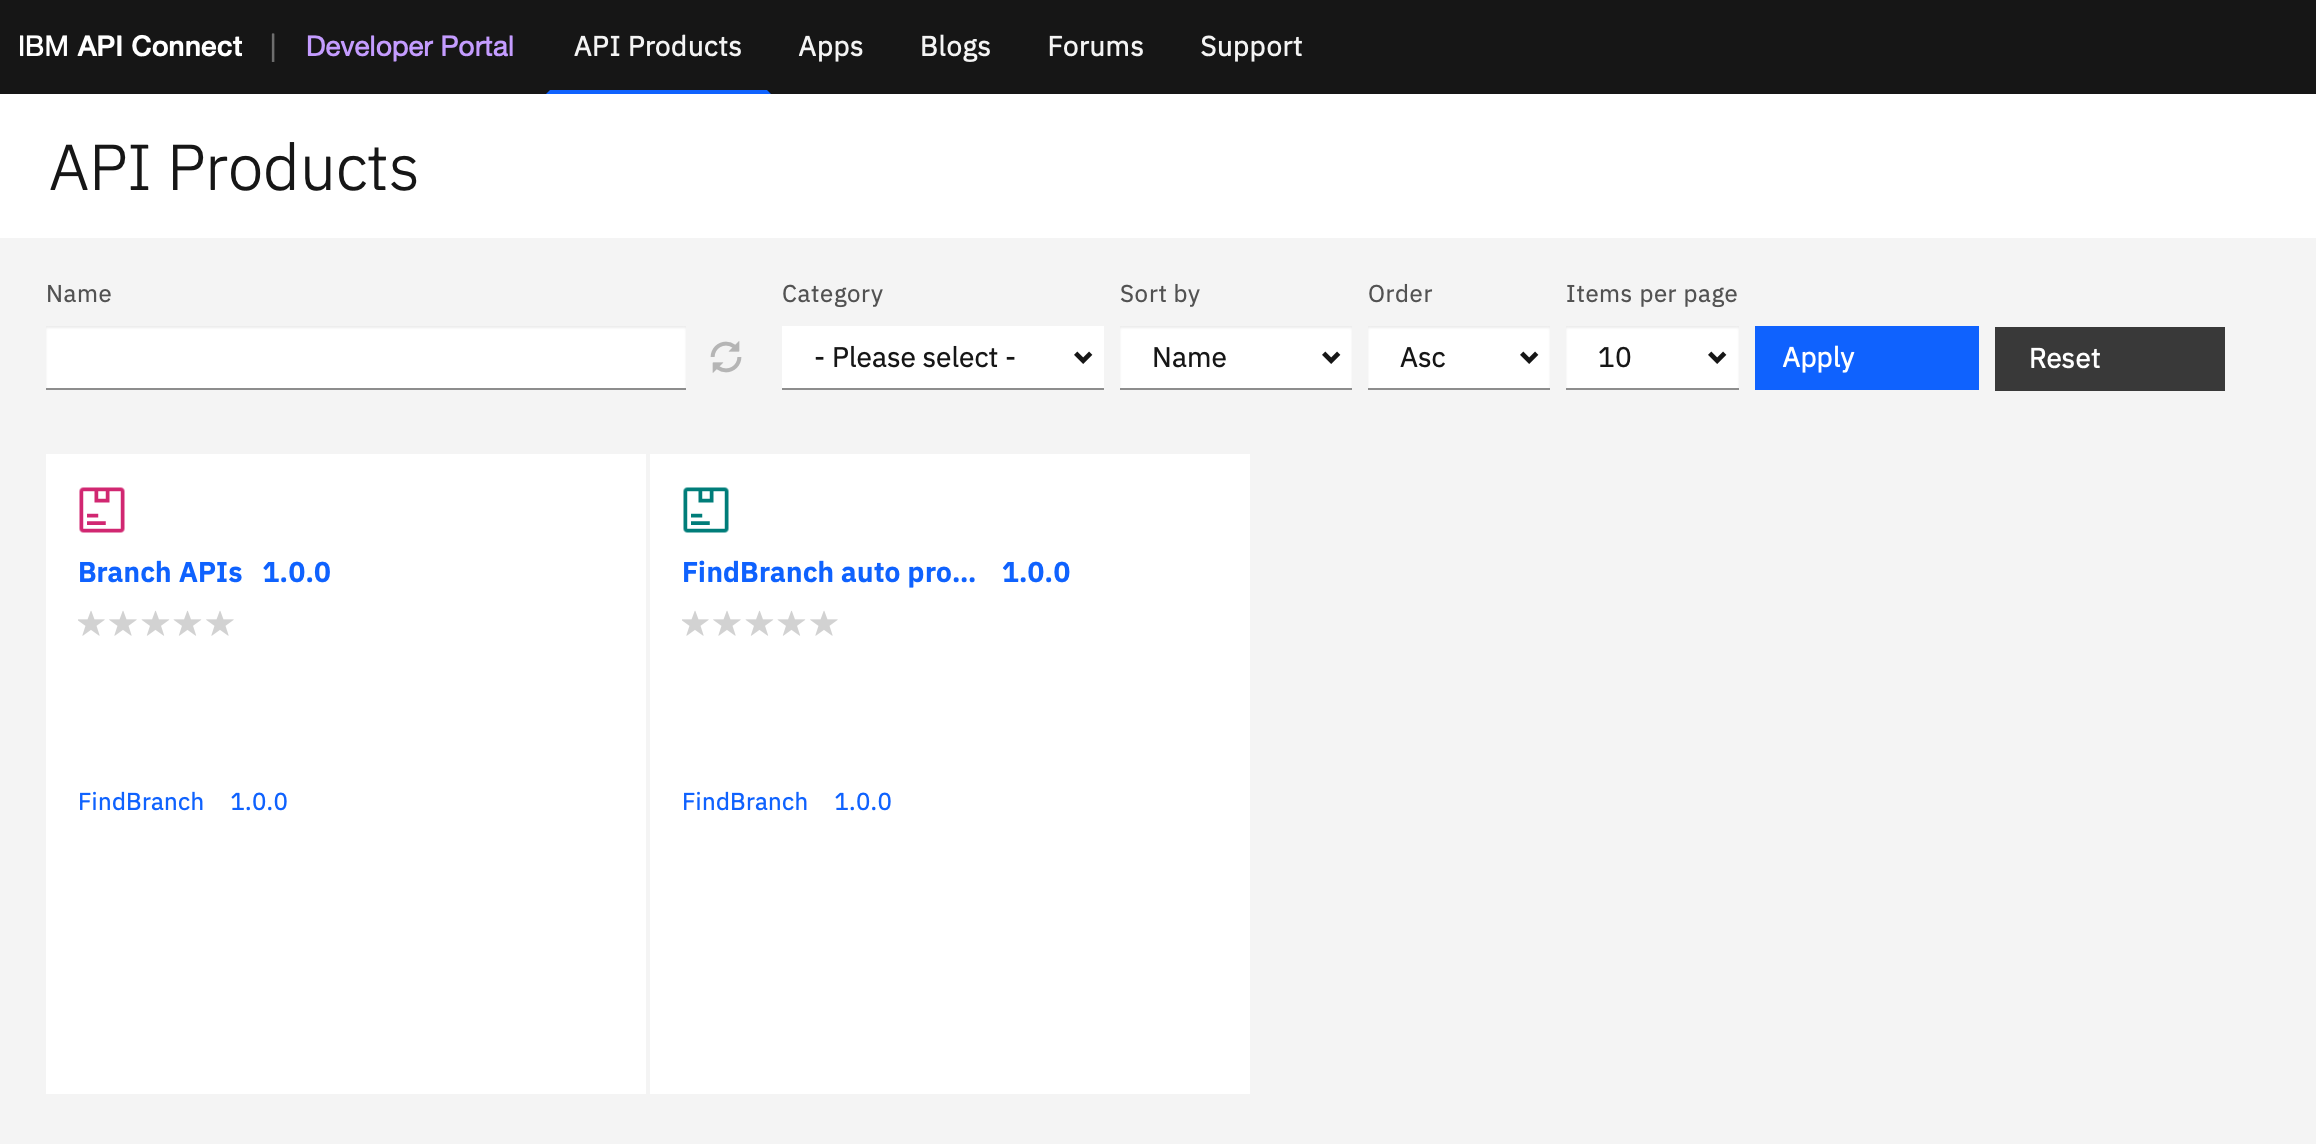 IBM API Connect | Developer Portal API Products Apps Blogs Forums Support
API Products
Name Category Sort by Order Items per page
- Please select - Name Asc 10 Apply Reset
Branch APIs 1.0.0
FindBranch 1.0.0
FindBranch auto pro... 1.0.0
FindBranch 1.0.0